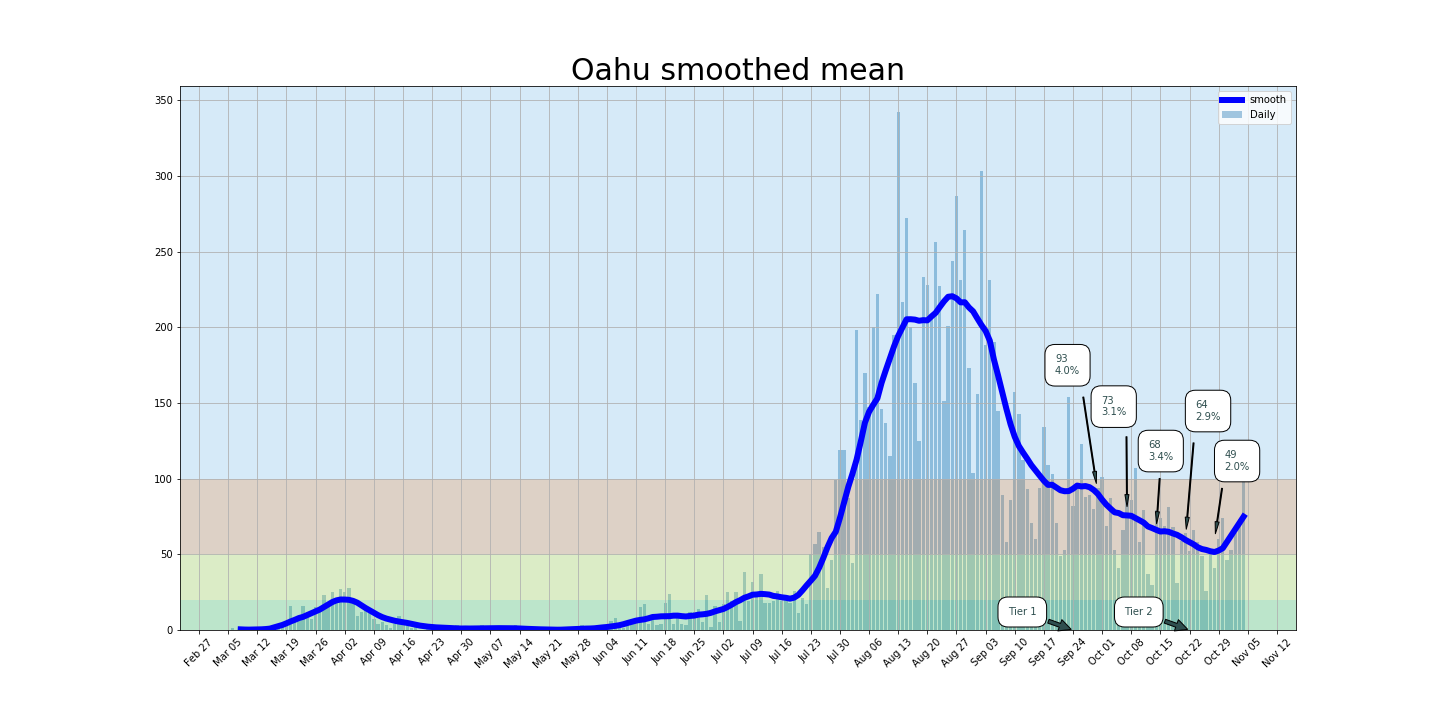 Oahu smoothed mean
smooth
Daily
350
300
250
200
150
100
50
0
93
4.0%
73
3.1%
68
3.4%
64
2.9%
49
2.0%
Tier 1
Tier 2
Feb 27
Mar 05
Mar 12
Mar 19
Mar 26
Apr 02
Apr 09
Apr 16
Apr 23
Apr 30
May 07
May 14
May 21
May 28
Jun 04
Jun 11
Jun 18
Jun 25
Jul 02
Jul 09
Jul 16
Jul 23
Jul 30
Aug 06
Aug 13
Aug 20
Aug 27
Sep 03
Sep 10
Sep 17
Sep 24
Oct 01
Oct 08
Oct 15
Oct 22
Oct 29
Nov 05
Nov 12